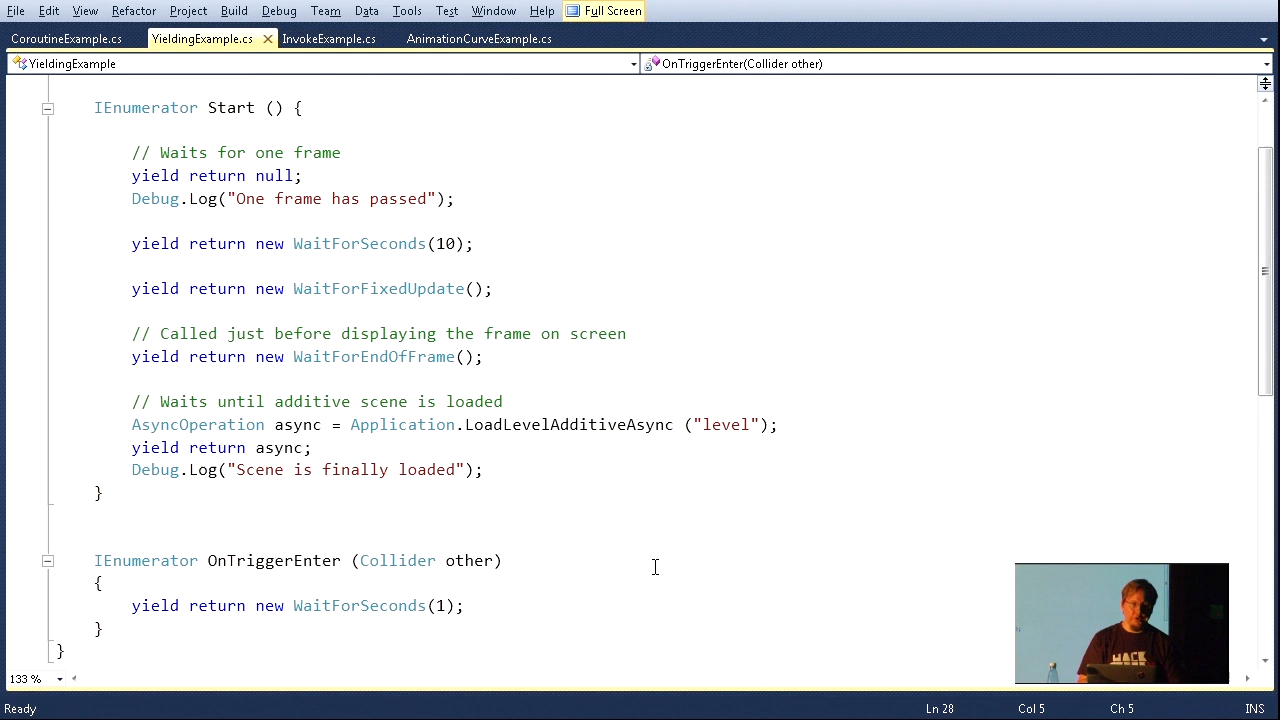 File Edit View Refactor Project Build Debug Team Data Tools Test Window Help Full Screen
CoroutineExample.cs YieldingExample.cs InvokeExample.cs AnimationCurveExample.cs
YieldingExample OnTriggerEnter(Collider other)
IEnumerator Start () {
// Waits for one frame
yield return null;
Debug.Log("One frame has passed");
yield return new WaitForSeconds(10);
yield return new WaitForFixedUpdate();
// Called just before displaying the frame on screen
yield return new WaitForEndOfFrame();
// Waits until additive scene is loaded
AsyncOperation async = Application.LoadLevelAdditiveAsync ("level");
yield return async;
Debug.Log("Scene is finally loaded");
}
IEnumerator OnTriggerEnter (Collider other)
{
yield return new WaitForSeconds(1);
}
}
HACK
133 %
Ready Ln 28 Col 5 Ch 5 INS